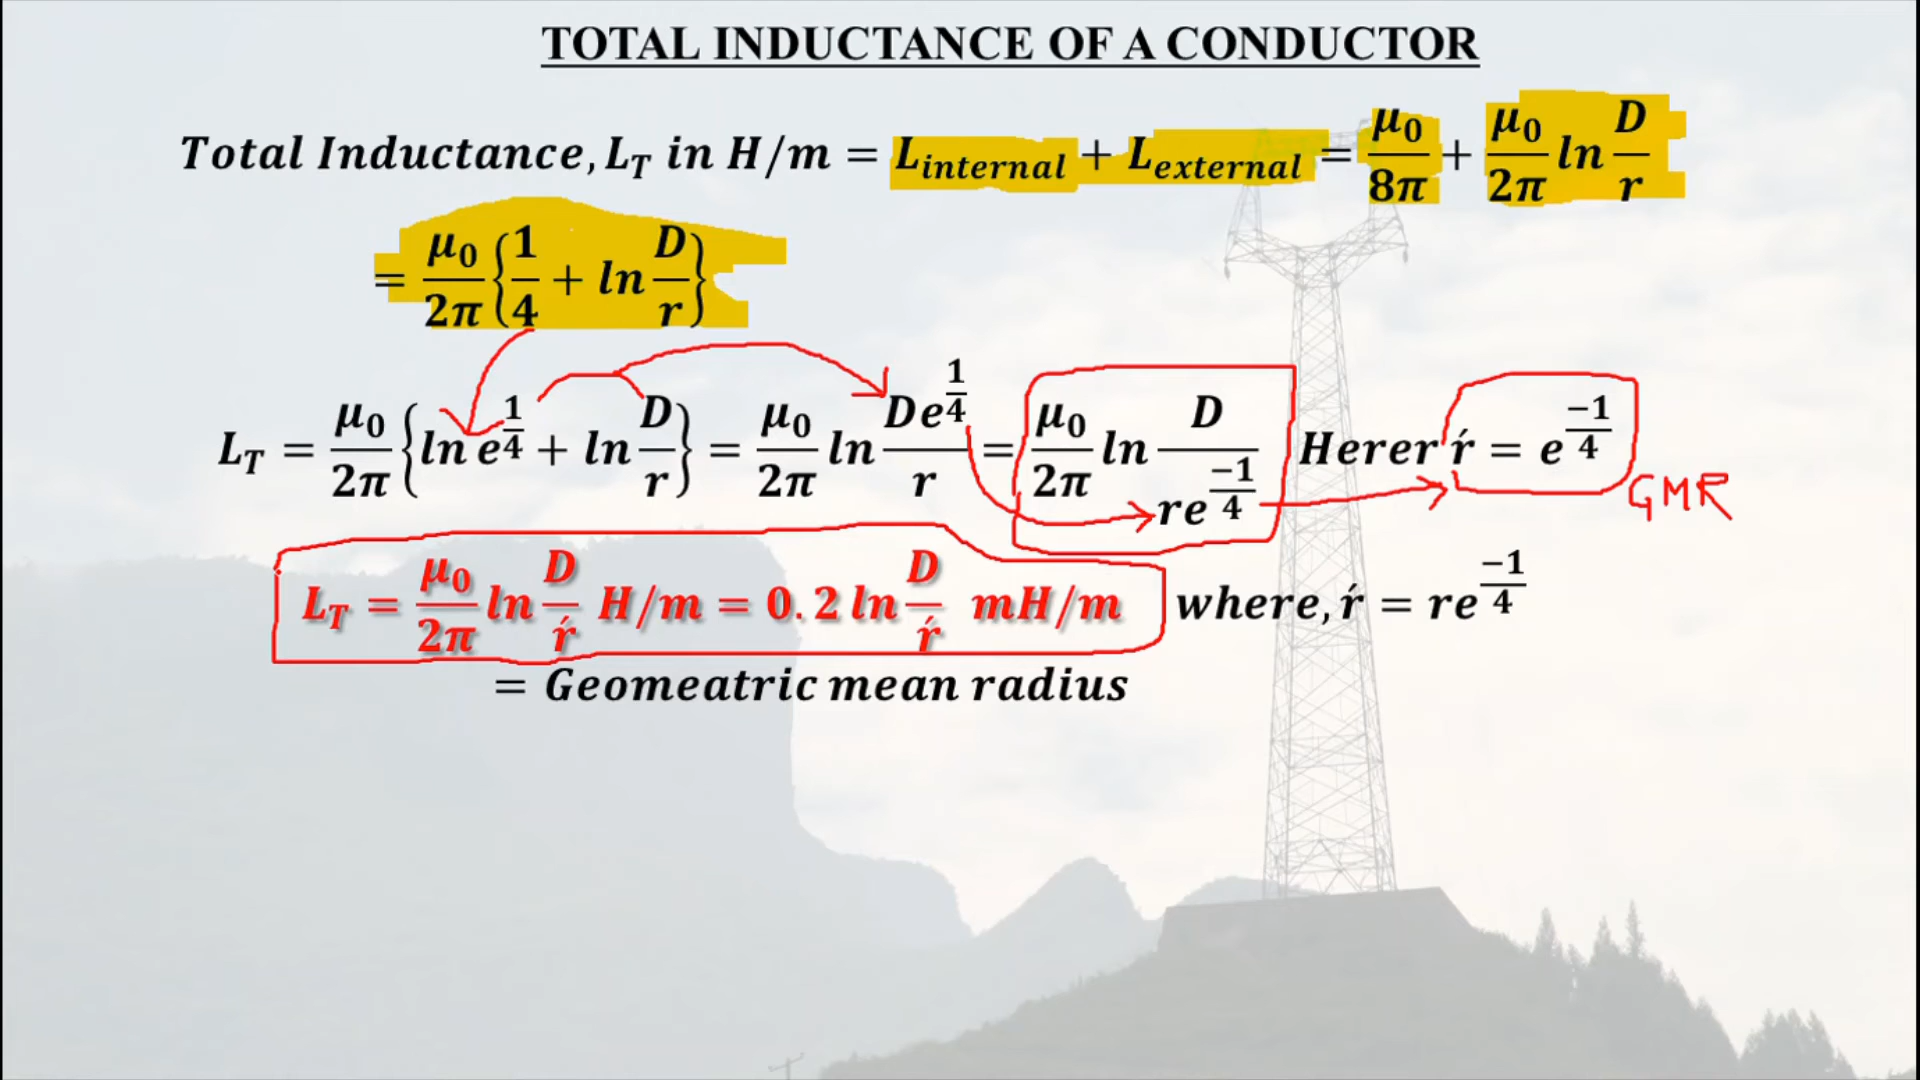 TOTAL INDUCTANCE OF A CONDUCTOR
Total Inductance, L_T in H/m = L_internal + L_external = μ₀/8π + μ₀/2π ln D/r
= μ₀/2π {1/4 + ln D/r}
L_T = μ₀/2π {ln e^(1/4) + ln D/r} = μ₀/2π ln De^(1/4)/r = μ₀/2π ln D/re^(-1/4) Herer ŕ = e^(-1/4)
GMR
L_T = μ₀/2π ln D/ŕ H/m = 0.2 ln D/ŕ mH/m where, ŕ = re^(-1/4)
= Geomeatric mean radius